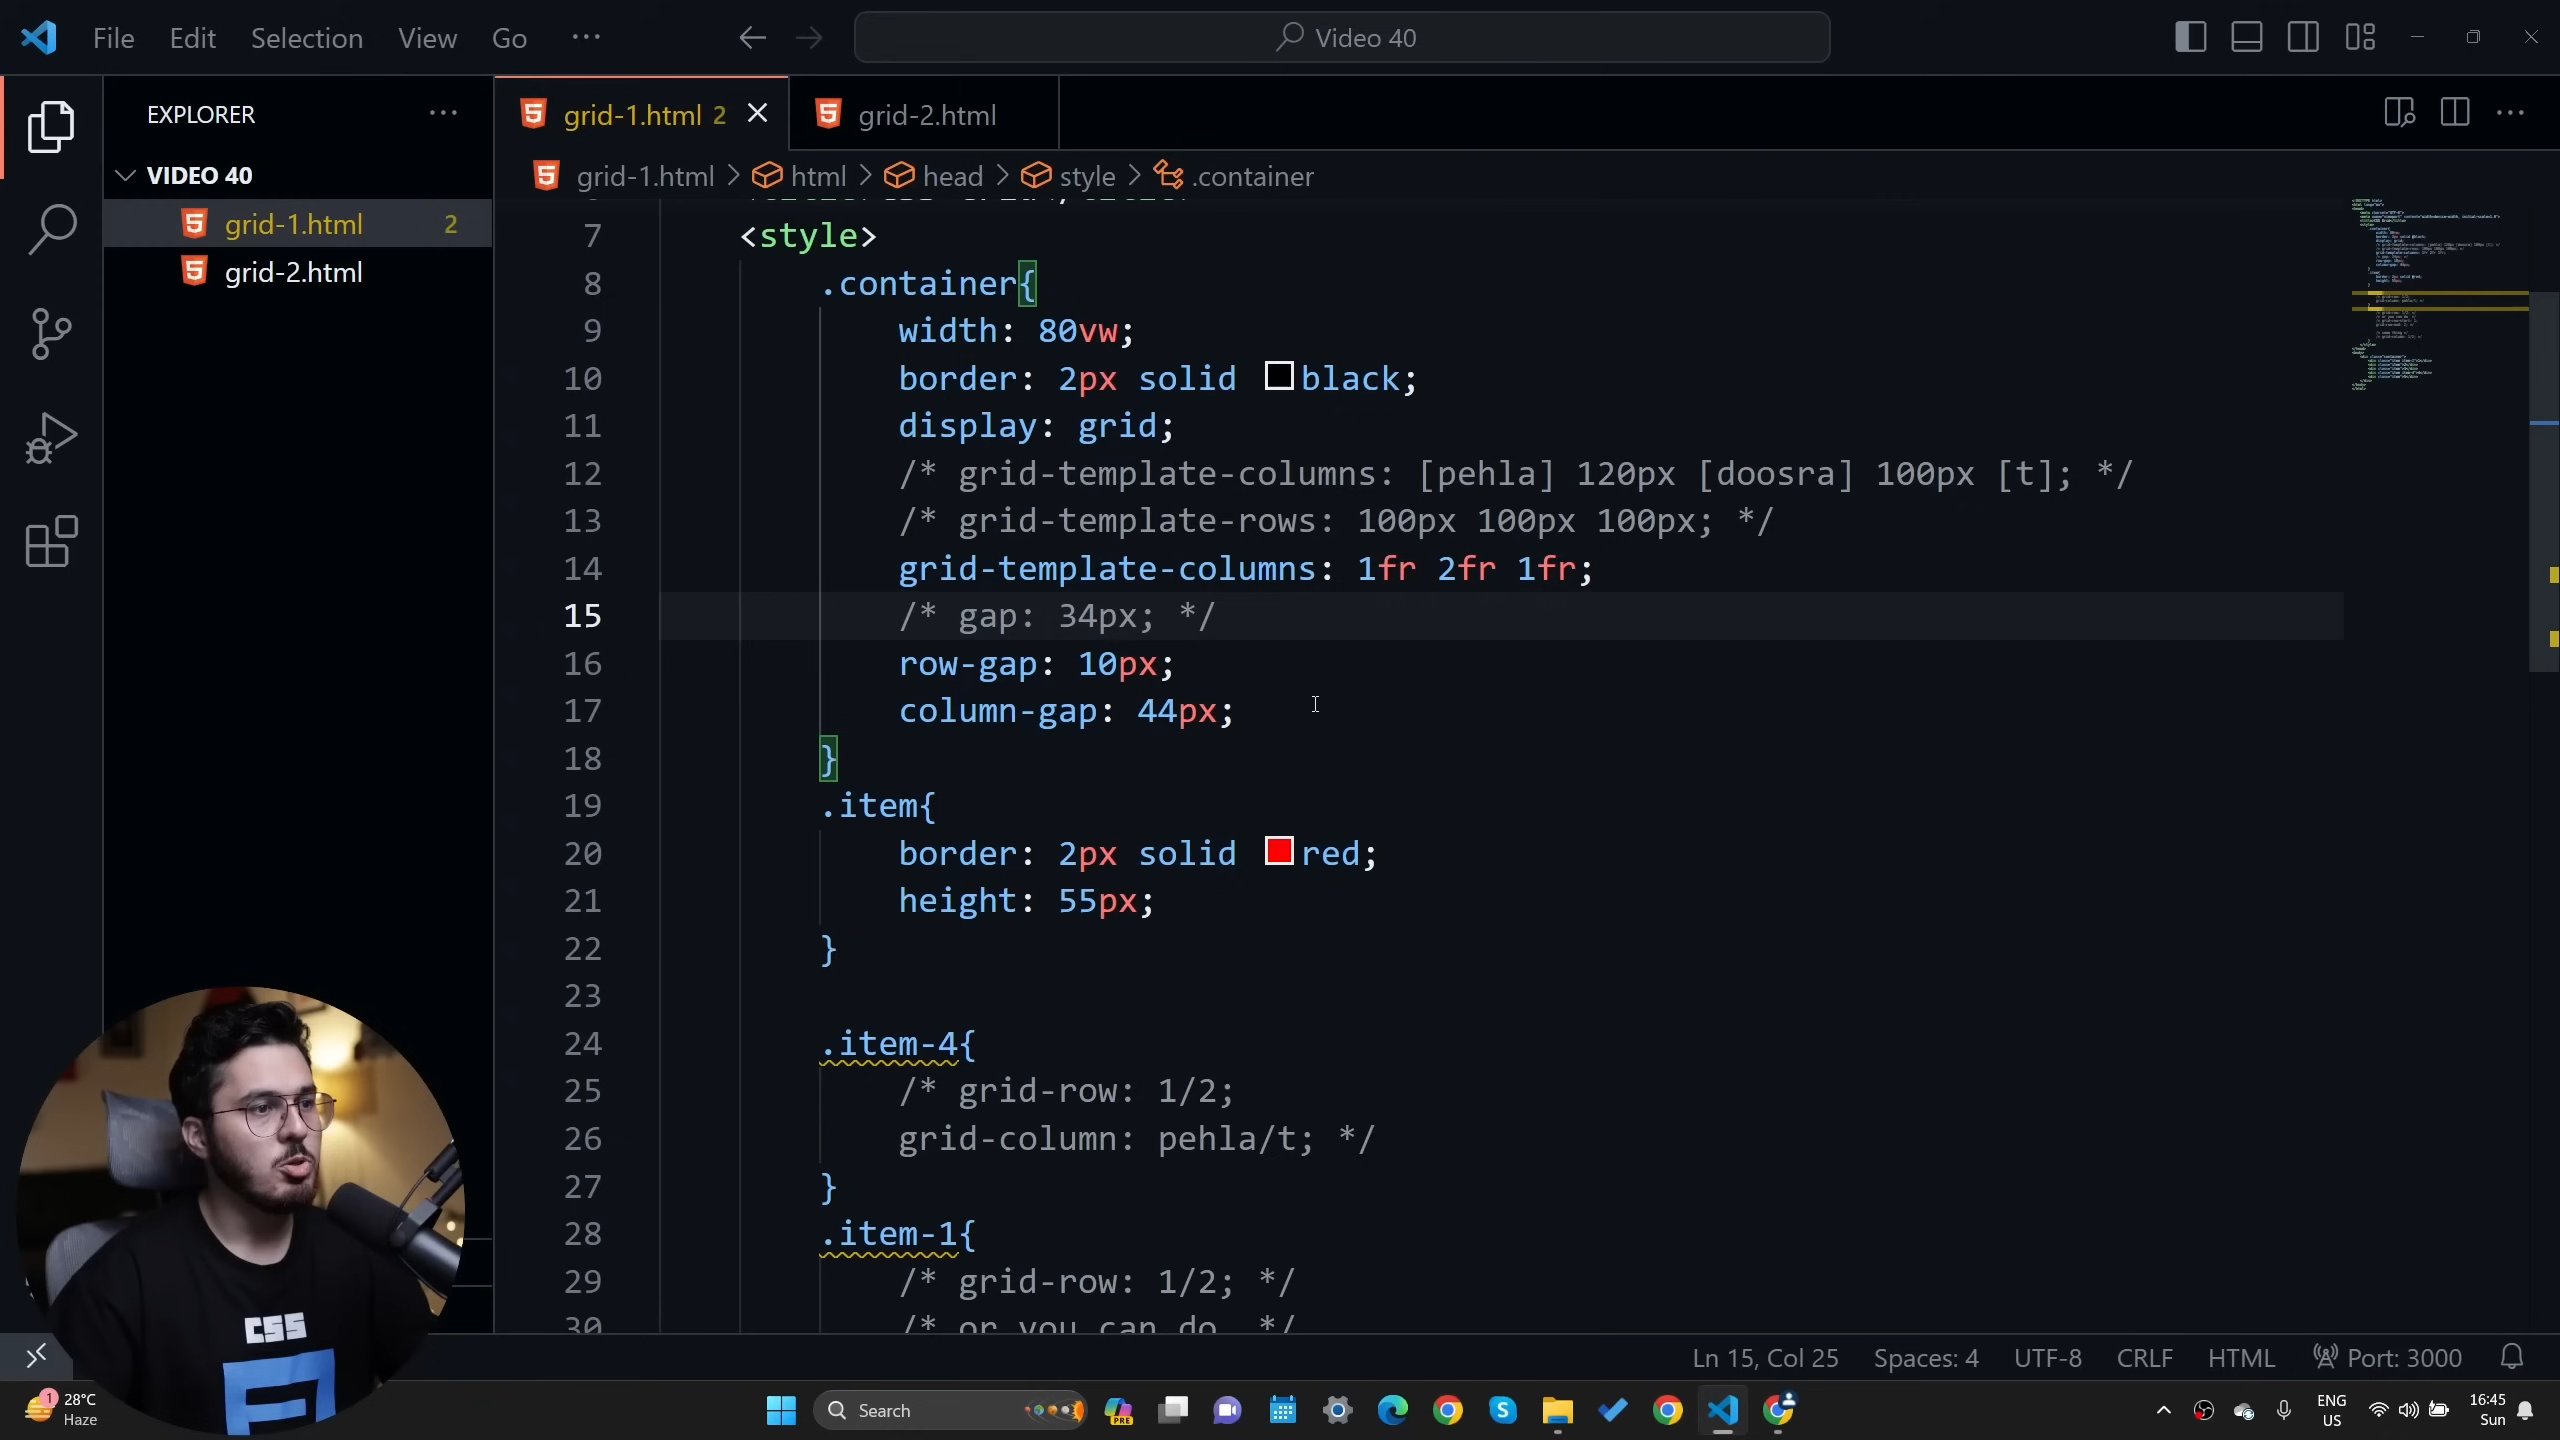 File Edit Selection View Go ··· Video 40
EXPLORER ···
VIDEO 40
grid-1.html 2
grid-2.html
grid-1.html 2 grid-2.html
grid-1.html > html > head > style > .container
7 <style>
8 .container{
9 width: 80vw;
10 border: 2px solid black;
11 display: grid;
12 /* grid-template-columns: [pehla] 120px [doosra] 100px [t]; */
13 /* grid-template-rows: 100px 100px 100px; */
14 grid-template-columns: 1fr 2fr 1fr;
15 /* gap: 34px; */
16 row-gap: 10px;
17 column-gap: 44px;
18 }
19 .item{
20 border: 2px solid red;
21 height: 55px;
22 }
23
24 .item-4{
25 /* grid-row: 1/2;
26 grid-column: pehla/t; */
27 }
28 .item-1{
29 /* grid-row: 1/2; */
30 /* or you can do */
CSS
Ln 15, Col 25 Spaces: 4 UTF-8 CRLF HTML Port: 3000
1 28°C
Haze
Search
PRE
ENG
US
16:45
Sun